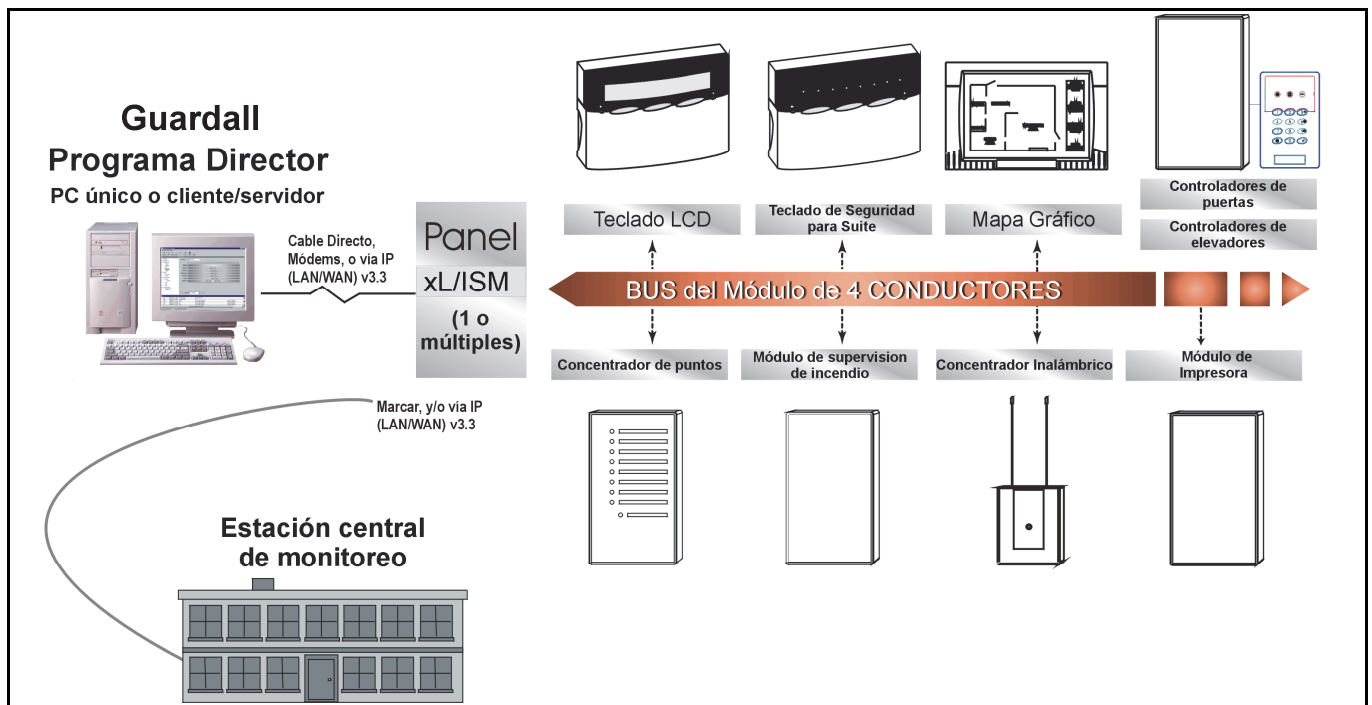 Guardall
Programa Director
PC único o cliente/servidor
Cable Directo,
Módems, o vía IP
(LAN/WAN) v3.3
Panel
xL/ISM
(1 o
múltiples)
Teclado LCD
Teclado de Seguridad
para Suite
Mapa Gráfico
Controladores de
puertas
Controladores de
elevadores
BUS del Módulo de 4 CONDUCTORES
Concentrador de puntos
Módulo de supervision
de incendio
Concentrador Inalámbrico
Módulo de
Impresora
Marcar, y/o vía IP
(LAN/WAN) v3.3
Estación central
de monitoreo